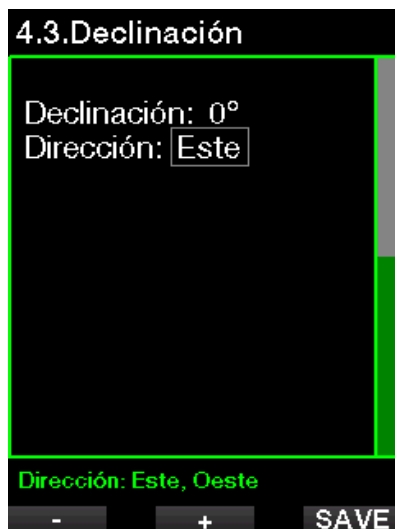 4.3.Declinación
Declinación: 0°
Dirección: Este
Dirección: Este, Oeste
- + SAVE